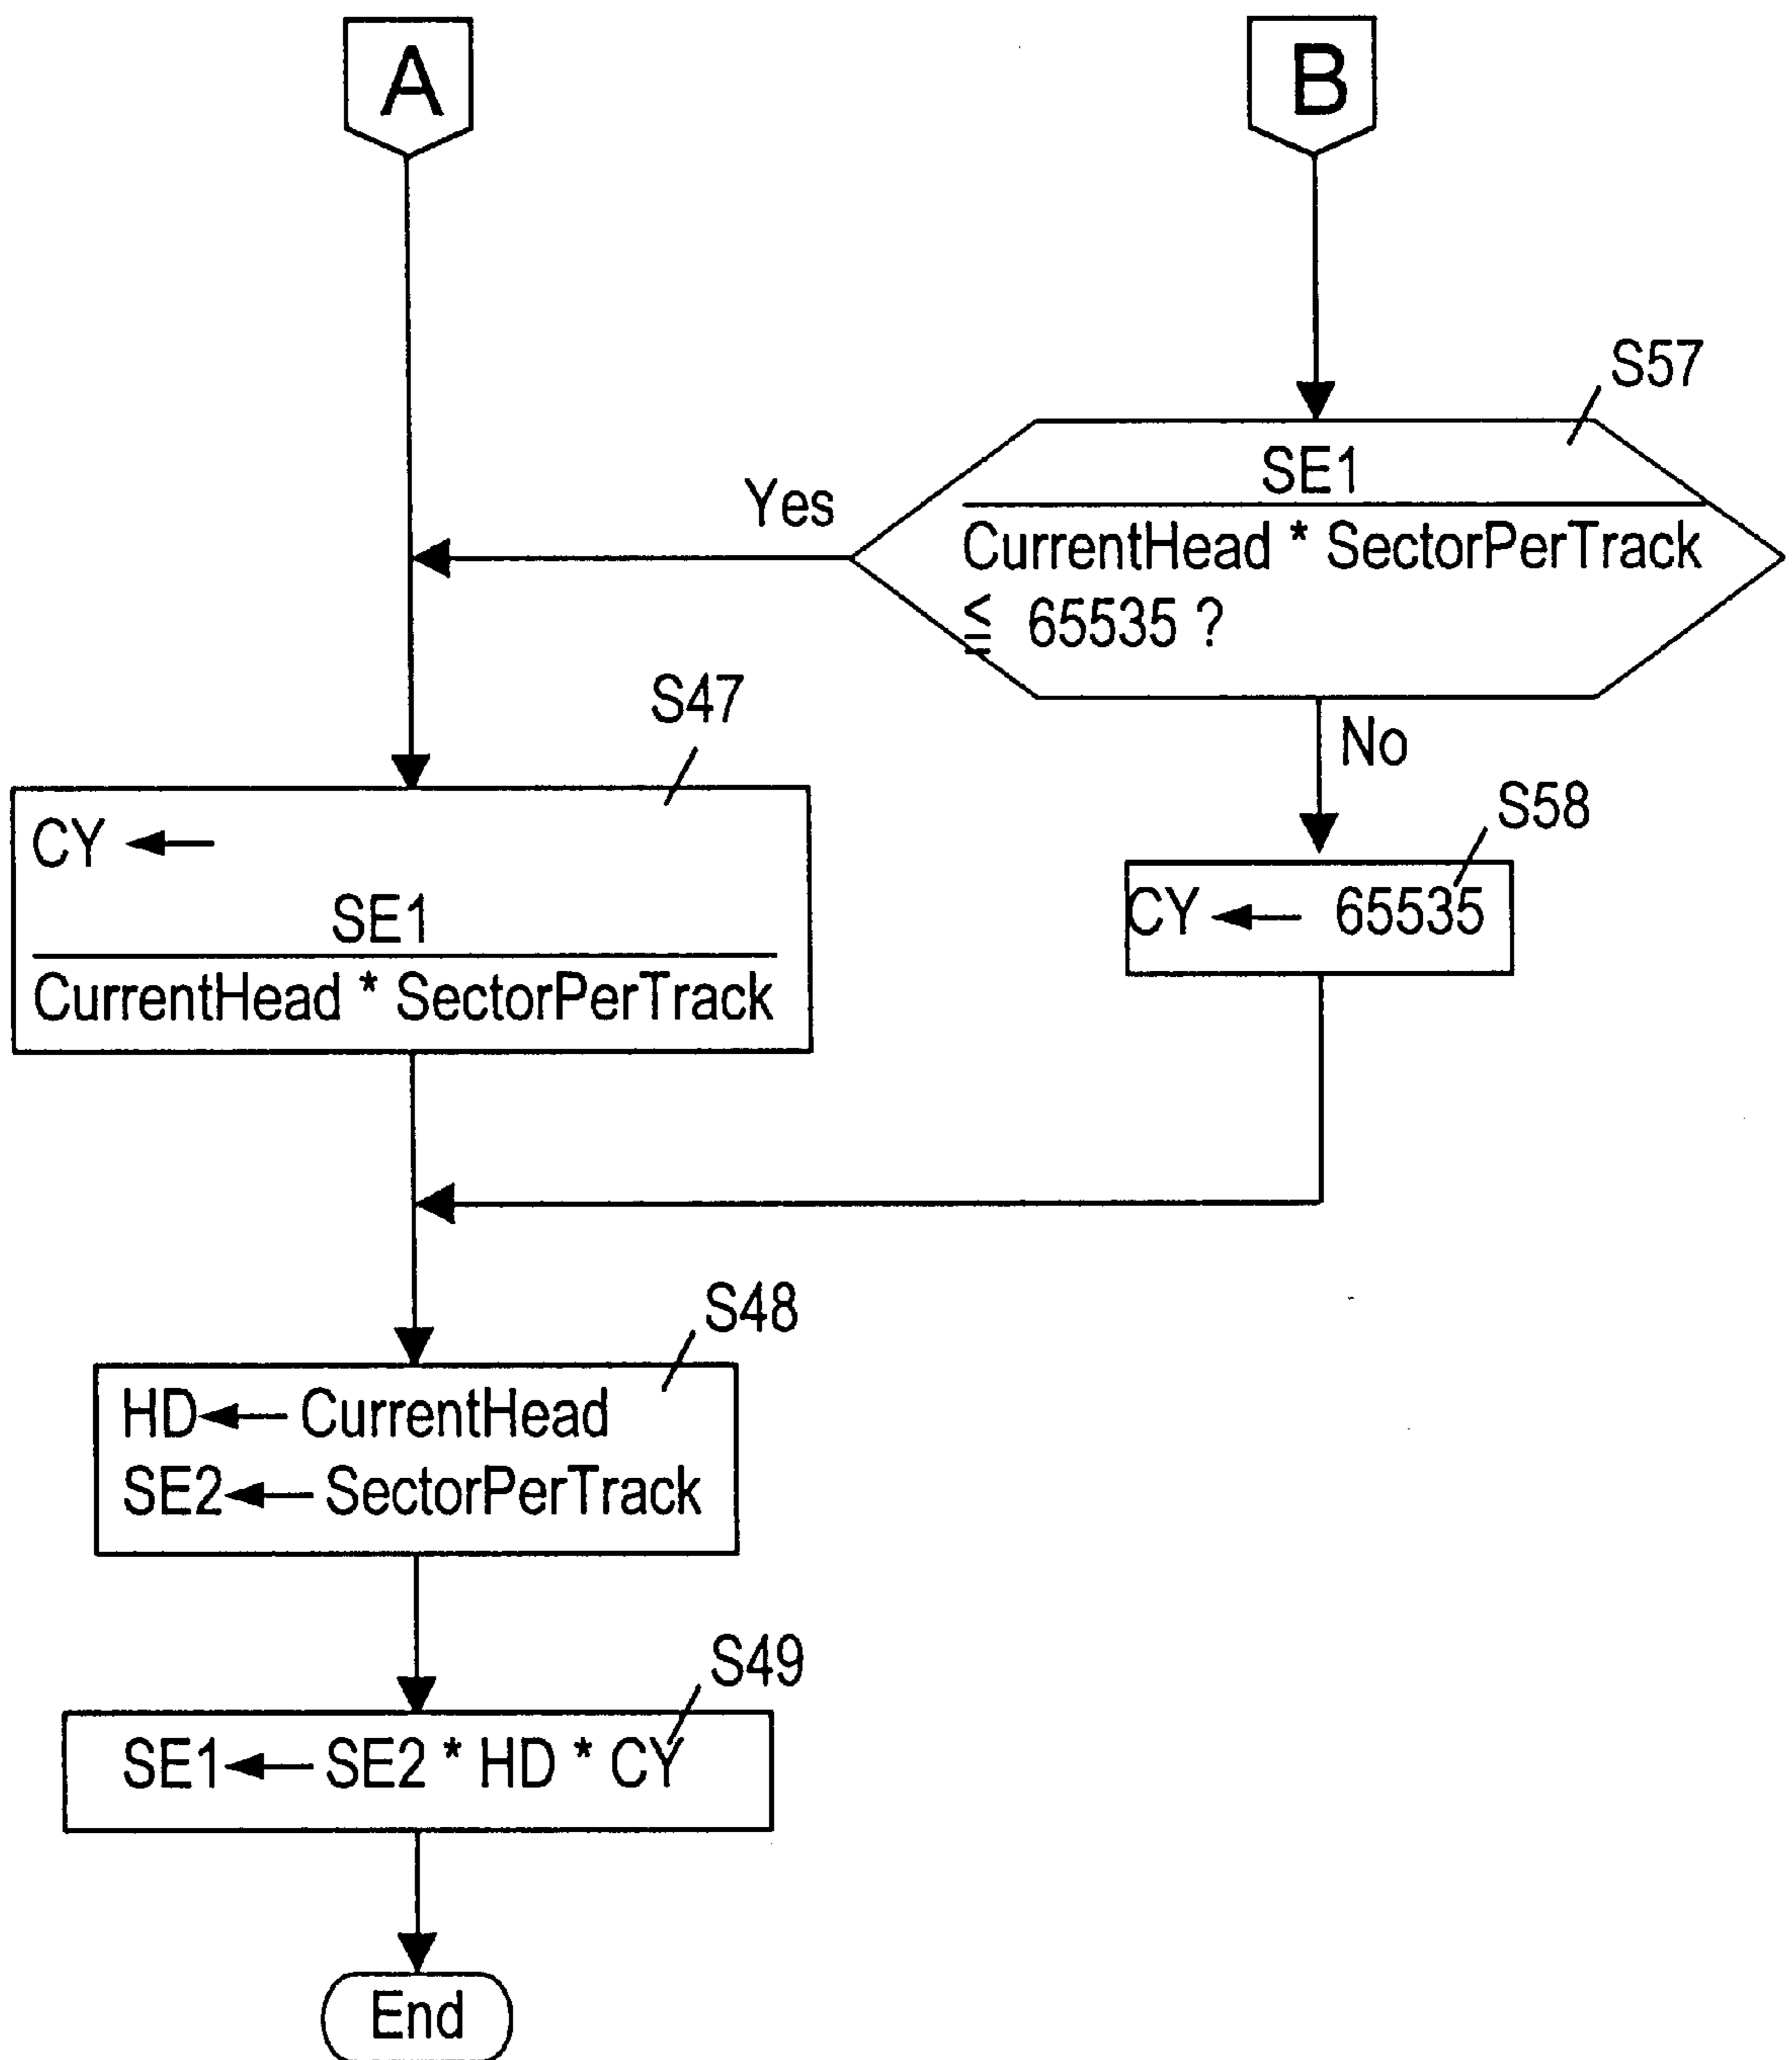 A
B
S57
SE1
CurrentHead * SectorPerTrack
≤ 65535 ?
Yes
No
S47
CY ←
SE1
CurrentHead * SectorPerTrack
S58
CY ← 65535
S48
HD ← CurrentHead
SE2 ← SectorPerTrack
S49
SE1 ← SE2 * HD * CY
End